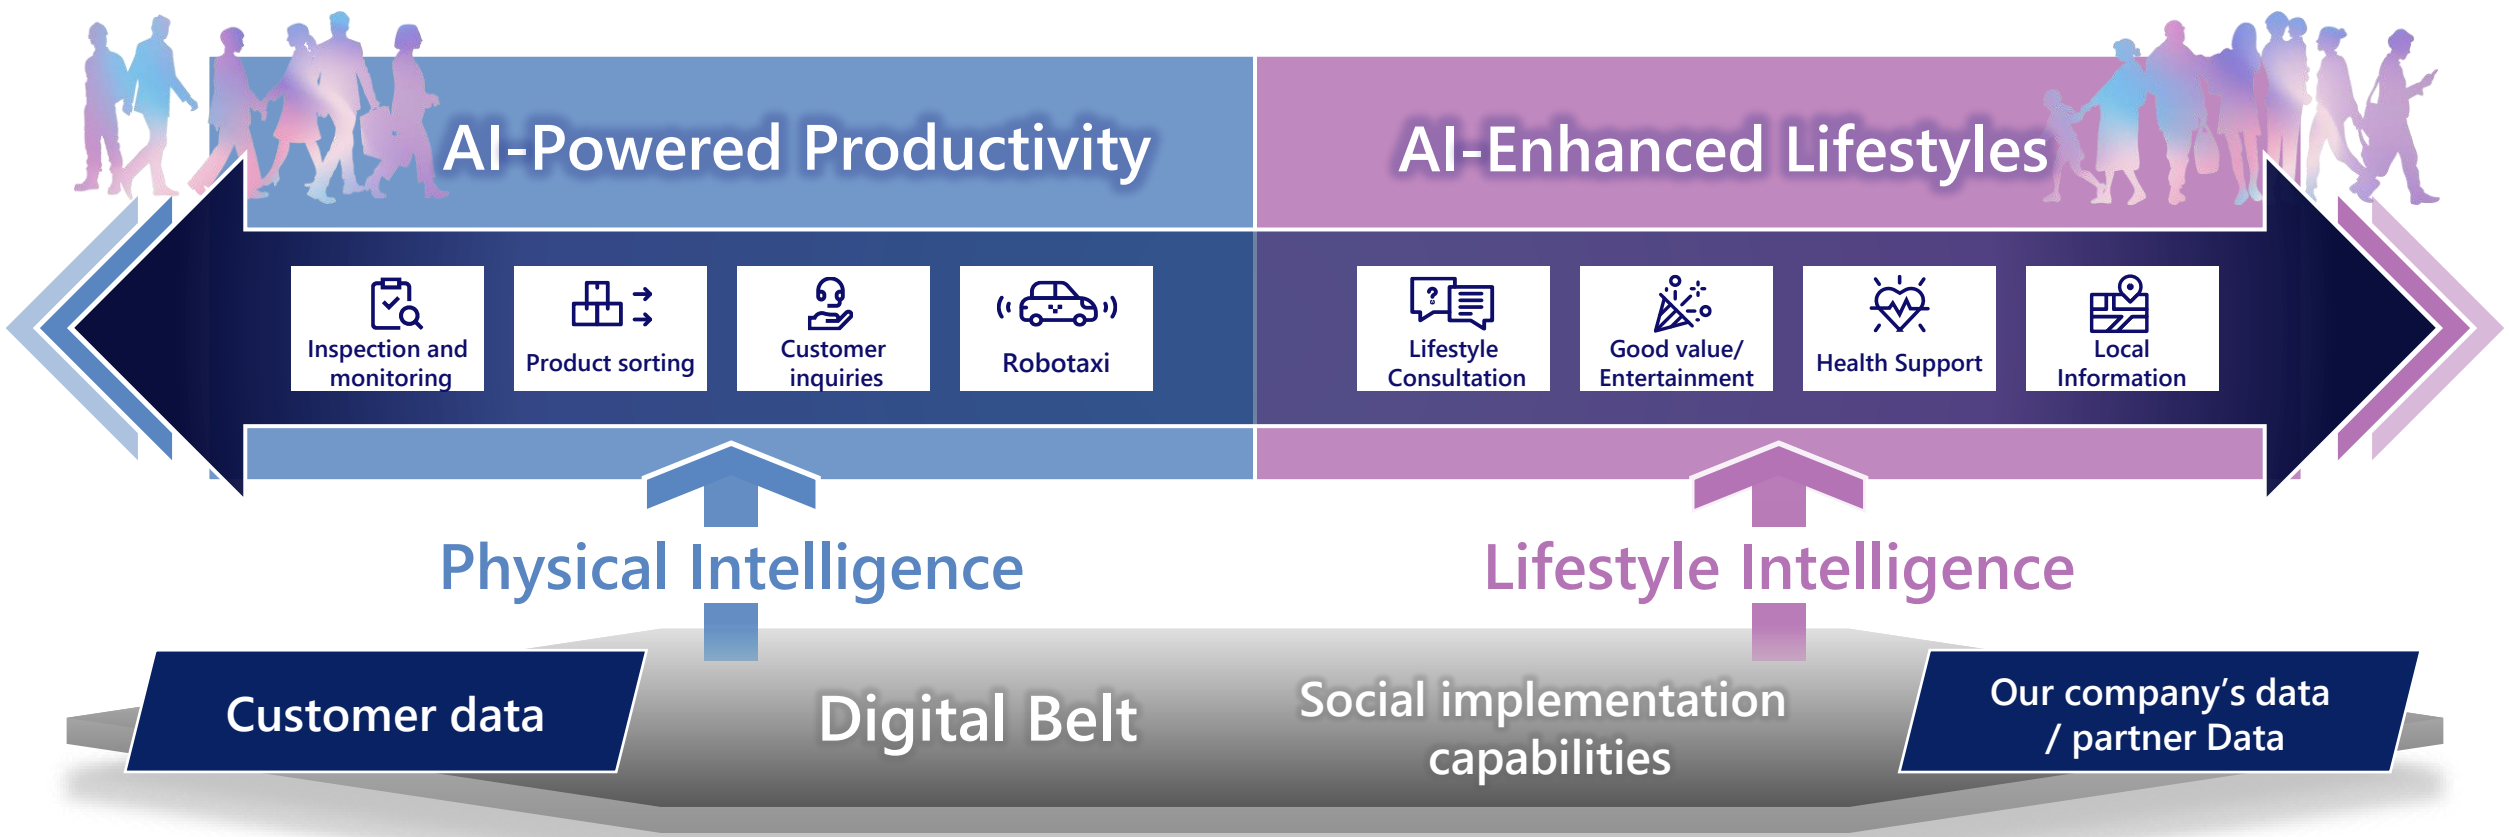 AI-Powered Productivity
AI-Enhanced Lifestyles
Inspection and
monitoring
Product sorting
Customer
inquiries
Robotaxi
Lifestyle
Consultation
?
Good value/
Entertainment
Health Support
Local
Information
Physical Intelligence
Lifestyle Intelligence
Customer data
Digital Belt
Social implementation
capabilities
Our company's data
/ partner Data